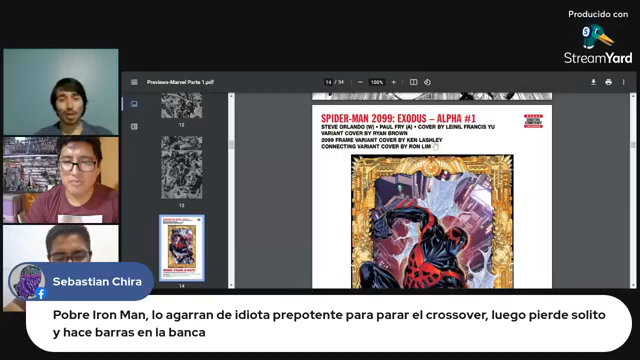 Producido con
StreamYard
Previews-Marvel Parte 1.pdf
14 / 54
100%
12
SPIDER-MAN 2099: EXODUS – ALPHA #1
STEVE ORLANDO (W) • PAUL FRY (A) • COVER BY LEINIL FRANCIS YU
VARIANT COVER BY RYAN BROWN
2099 FRAME VARIANT COVER BY KEN LASHLEY
CONNECTING VARIANT COVER BY RON LIM
13
14
Sebastian Chira
Pobre Iron Man, lo agarran de idiota prepotente para parar el crossover, luego pierde solito
y hace barras en la banca